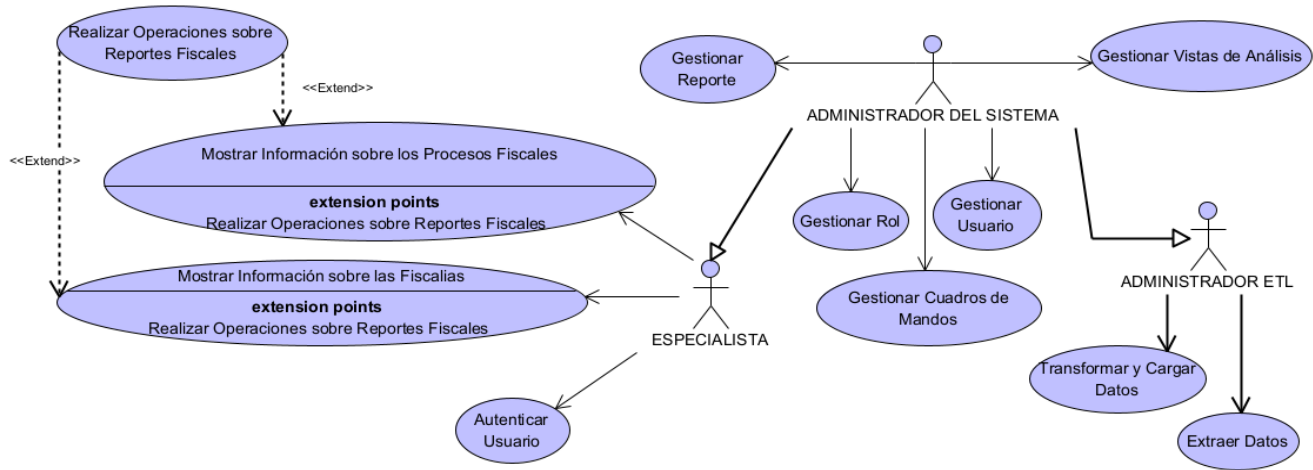 Realizar Operaciones sobre
Reportes Fiscales
<<Extend>>
<<Extend>>
Mostrar Información sobre los Procesos Fiscales
extension points
Realizar Operaciones sobre Reportes Fiscales
Mostrar Información sobre las Fiscalias
extension points
Realizar Operaciones sobre Reportes Fiscales
Autenticar
Usuario
ESPECIALISTA
Gestionar
Reporte
ADMINISTRADOR DEL SISTEMA
Gestionar Vistas de Análisis
Gestionar Rol
Gestionar
Usuario
Gestionar Cuadros de
Mandos
ADMINISTRADOR ETL
Transformar y Cargar
Datos
Extraer Datos